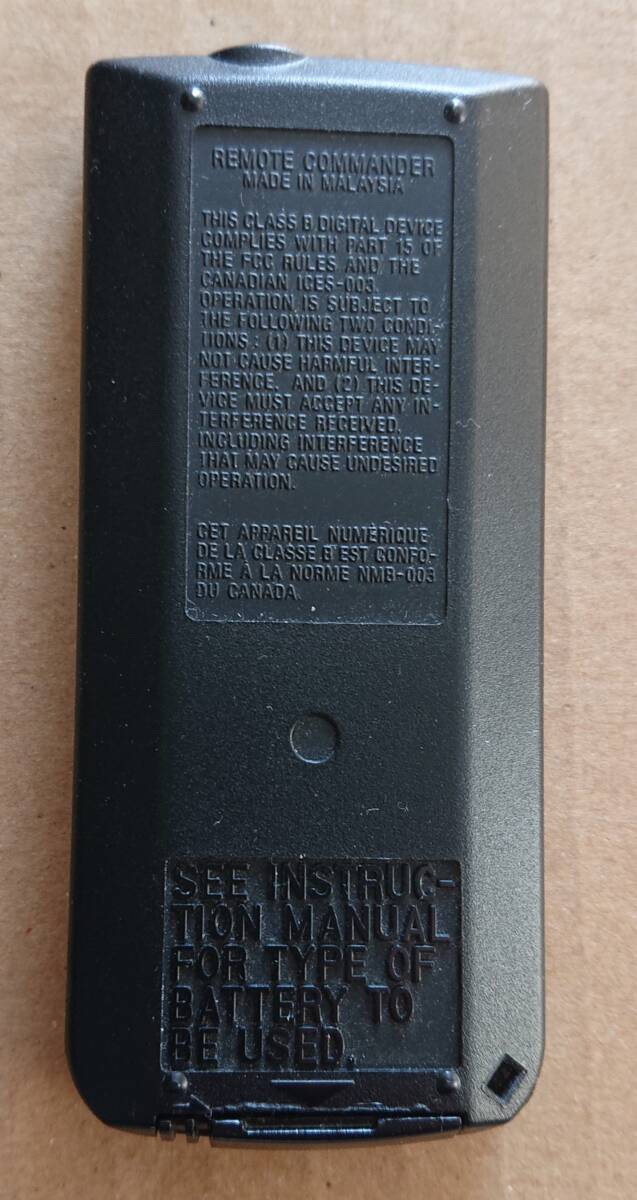 REMOTE COMMANDER
MADE IN MALAYSIA
THIS CLASS B DIGITAL DEVICE
COMPLIES WITH PART 15 OF
THE FCC RULES AND THE
CANADIAN ICES-003.
OPERATION IS SUBJECT TO
THE FOLLOWING TWO CONDI-
TIONS : (1) THIS DEVICE MAY
NOT CAUSE HARMFUL INTER-
FERENCE, AND (2) THIS DE-
VICE MUST ACCEPT ANY IN-
TERFERENCE RECEIVED,
INCLUDING INTERFERENCE
THAT MAY CAUSE UNDESIRED
OPERATION.
CET APPAREIL NUMÉRIQUE
DE LA CLASSE B EST CONFO-
RME À LA NORME NMB-003
DU CANADA.
SEE INSTRUC-
TION MANUAL
FOR TYPE OF
BATTERY TO
BE USED.